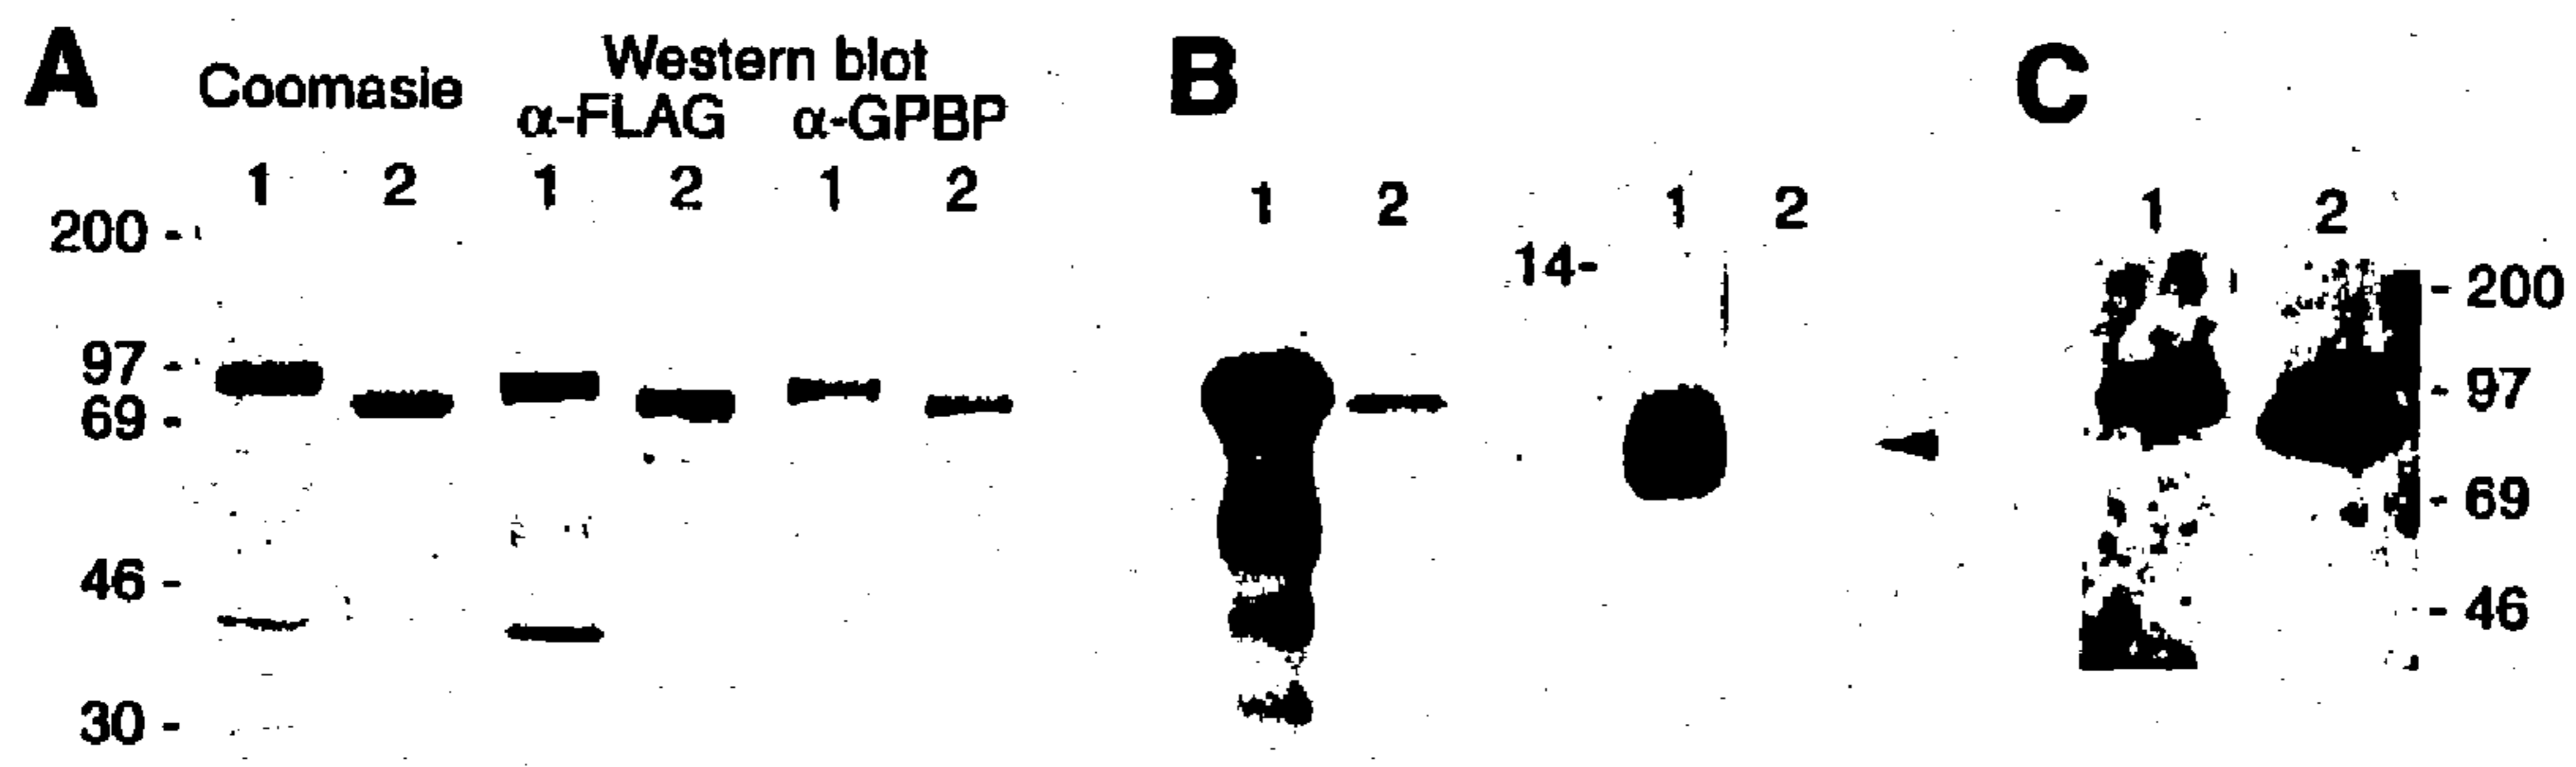 A
Coomasie
Western blot
α-FLAG α-GPBP
1 2 1 2 1 2
200 -
97 -
69 -
46 -
30 -
B
1 2 1 2
14-
C
1 2
- 200
- 97
- 69
- 46